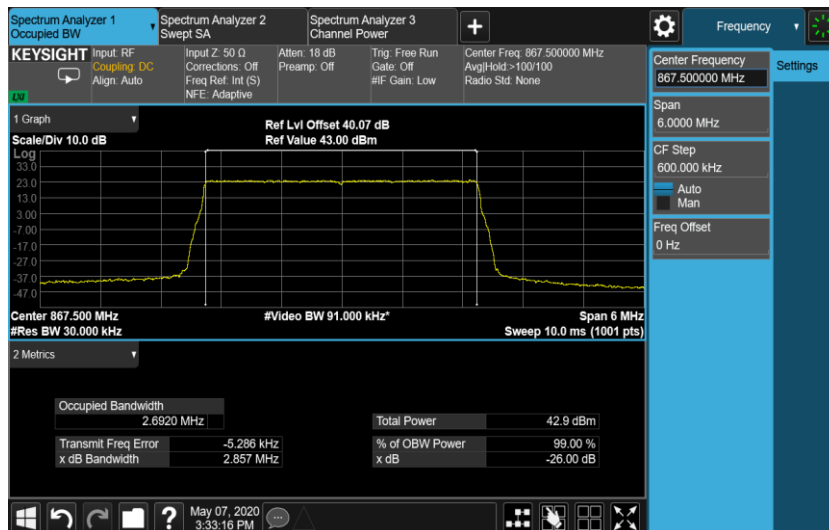 Spectrum Analyzer 1
Occupied BW
Spectrum Analyzer 2
Swept SA
Spectrum Analyzer 3
Channel Power
+
Frequency
KEYSIGHT
Input: RF
Coupling: DC
Align: Auto
Input Z: 50 Ω
Corrections: Off
Freq Ref: Int (S)
NFE: Adaptive
Atten: 18 dB
Preamp: Off
Trig: Free Run
Gate: Off
#IF Gain: Low
Center Freq: 867.500000 MHz
Avg|Hold:>100/100
Radio Std: None
Center Frequency
867.500000 MHz
Settings
Span
6.0000 MHz
CF Step
600.000 kHz
Auto
Man
Freq Offset
0 Hz
1 Graph
Scale/Div 10.0 dB
Ref Lvl Offset 40.07 dB
Ref Value 43.00 dBm
Log
33.0
23.0
13.0
3.00
-7.00
-17.0
-27.0
-37.0
-47.0
Center 867.500 MHz
#Video BW 91.000 kHz*
Span 6 MHz
#Res BW 30.000 kHz
Sweep 10.0 ms (1001 pts)
2 Metrics
Occupied Bandwidth
2.6920 MHz
Total Power 42.9 dBm
Transmit Freq Error -5.286 kHz
% of OBW Power 99.00 %
x dB Bandwidth 2.857 MHz
x dB -26.00 dB
?
May 07, 2020
3:33:16 PM